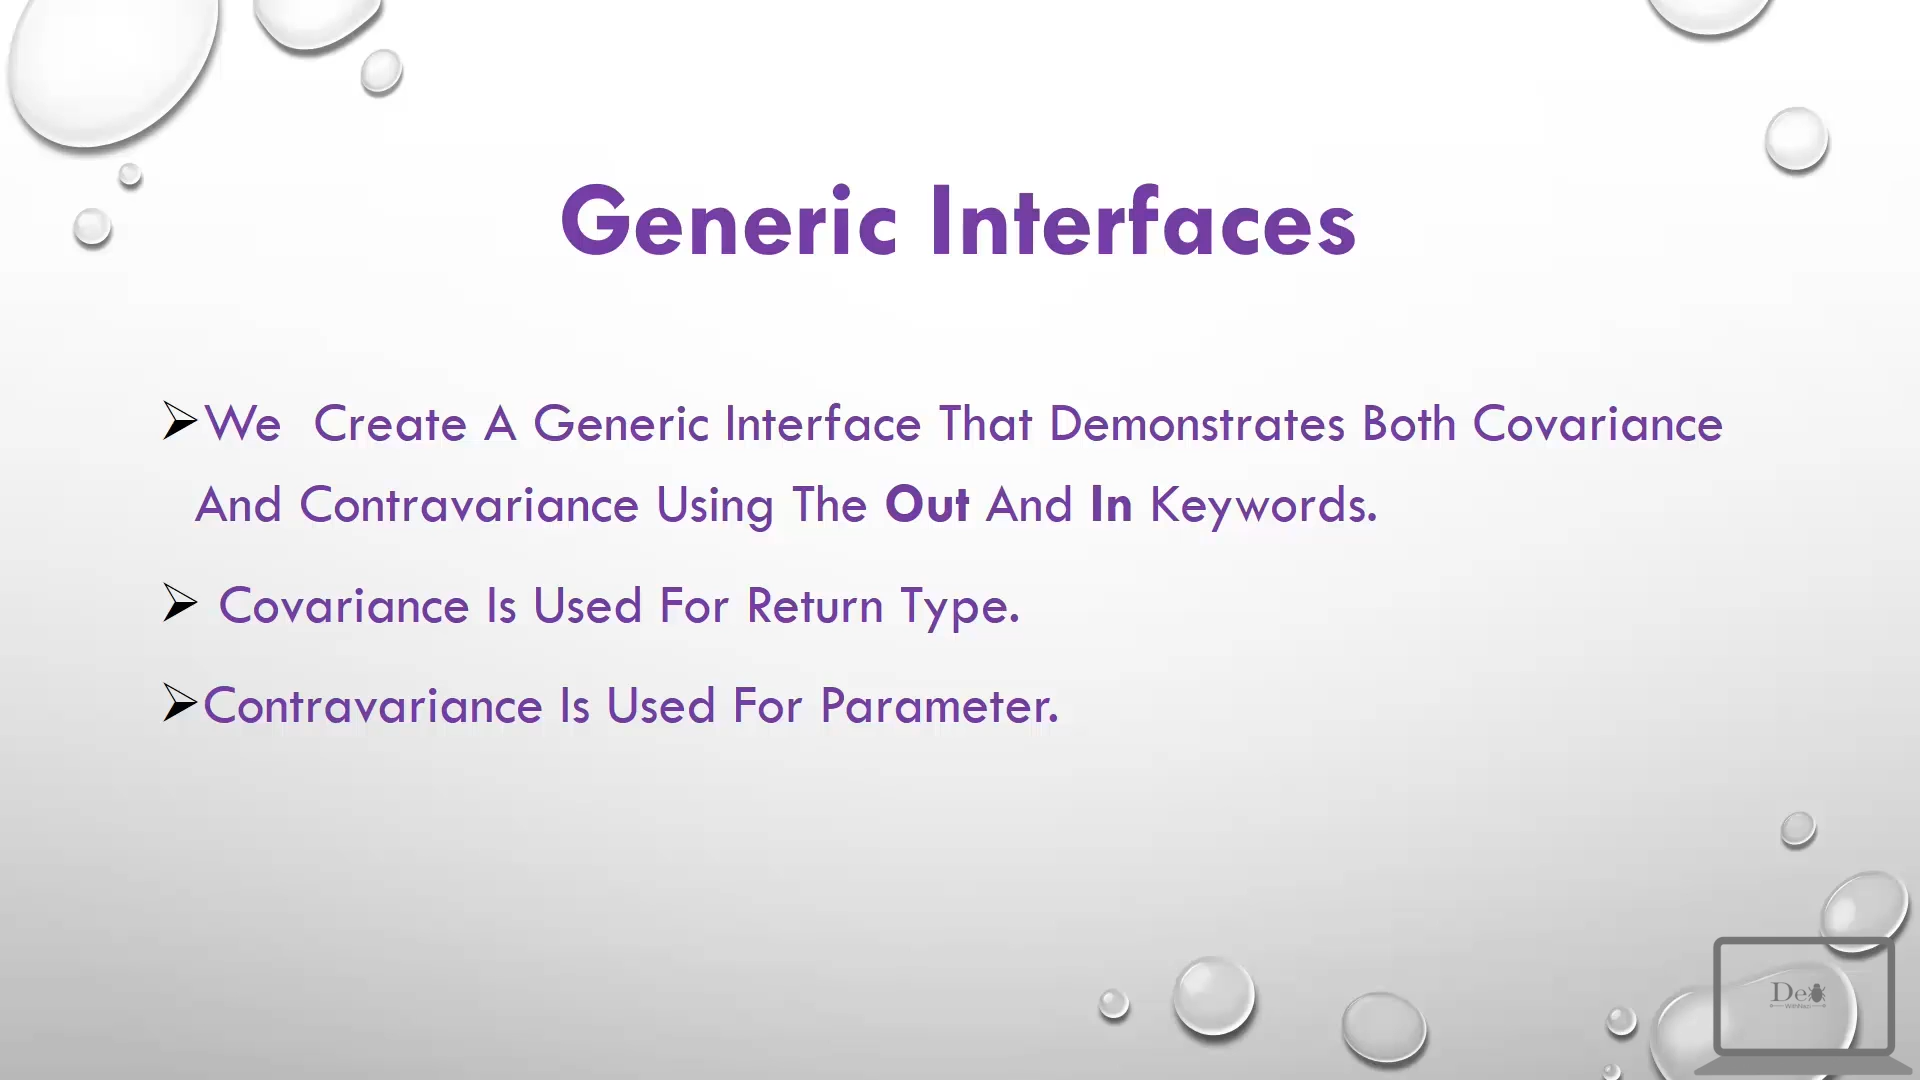 Generic Interfaces
We Create A Generic Interface That Demonstrates Both Covariance
And Contravariance Using The Out And In Keywords.
Covariance Is Used For Return Type.
Contravariance Is Used For Parameter.
De